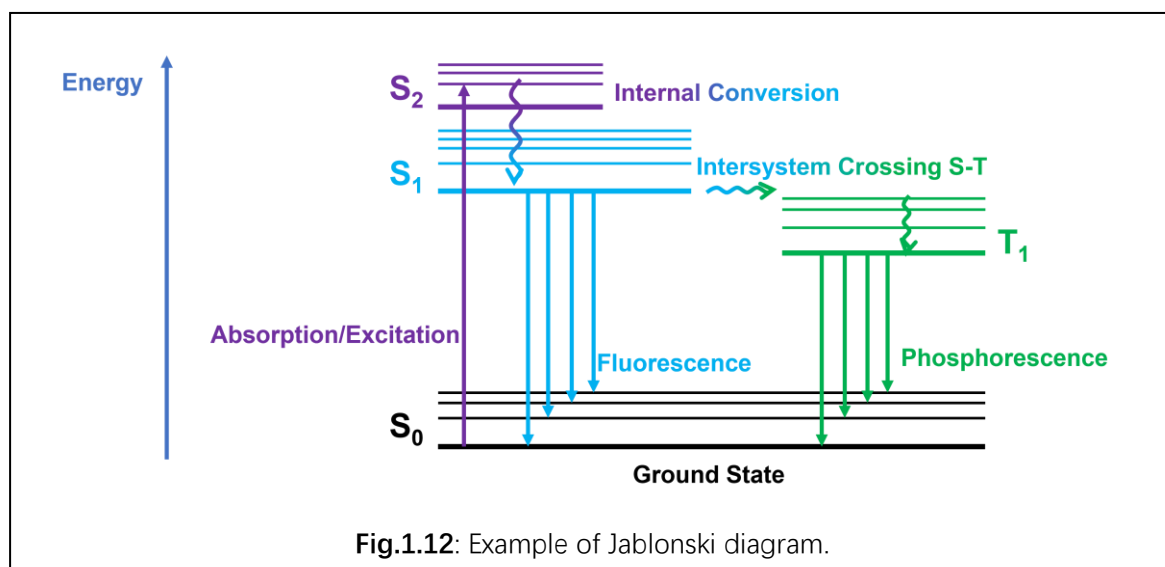 Energy
S2
Internal Conversion
S1
Intersystem Crossing S-T
T1
Absorption/Excitation
Fluorescence
Phosphorescence
S0
Ground State
Fig.1.12: Example of Jablonski diagram.